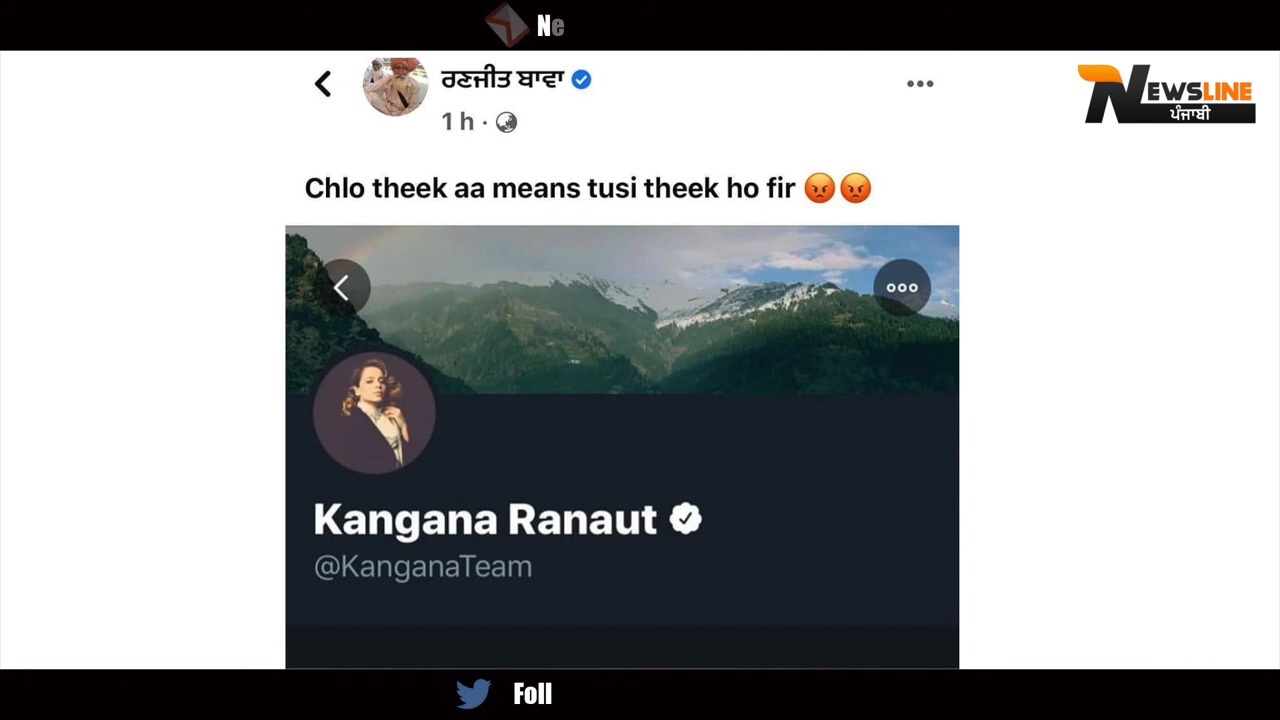 Ne
ਰਣਜੀਤ ਬਾਵਾ
NEWSLINE
ਪੰਜਾਬੀ
1 h ·
Chlo theek aa means tusi theek ho fir 😡😡
Kangana Ranaut
@KanganaTeam
Foll